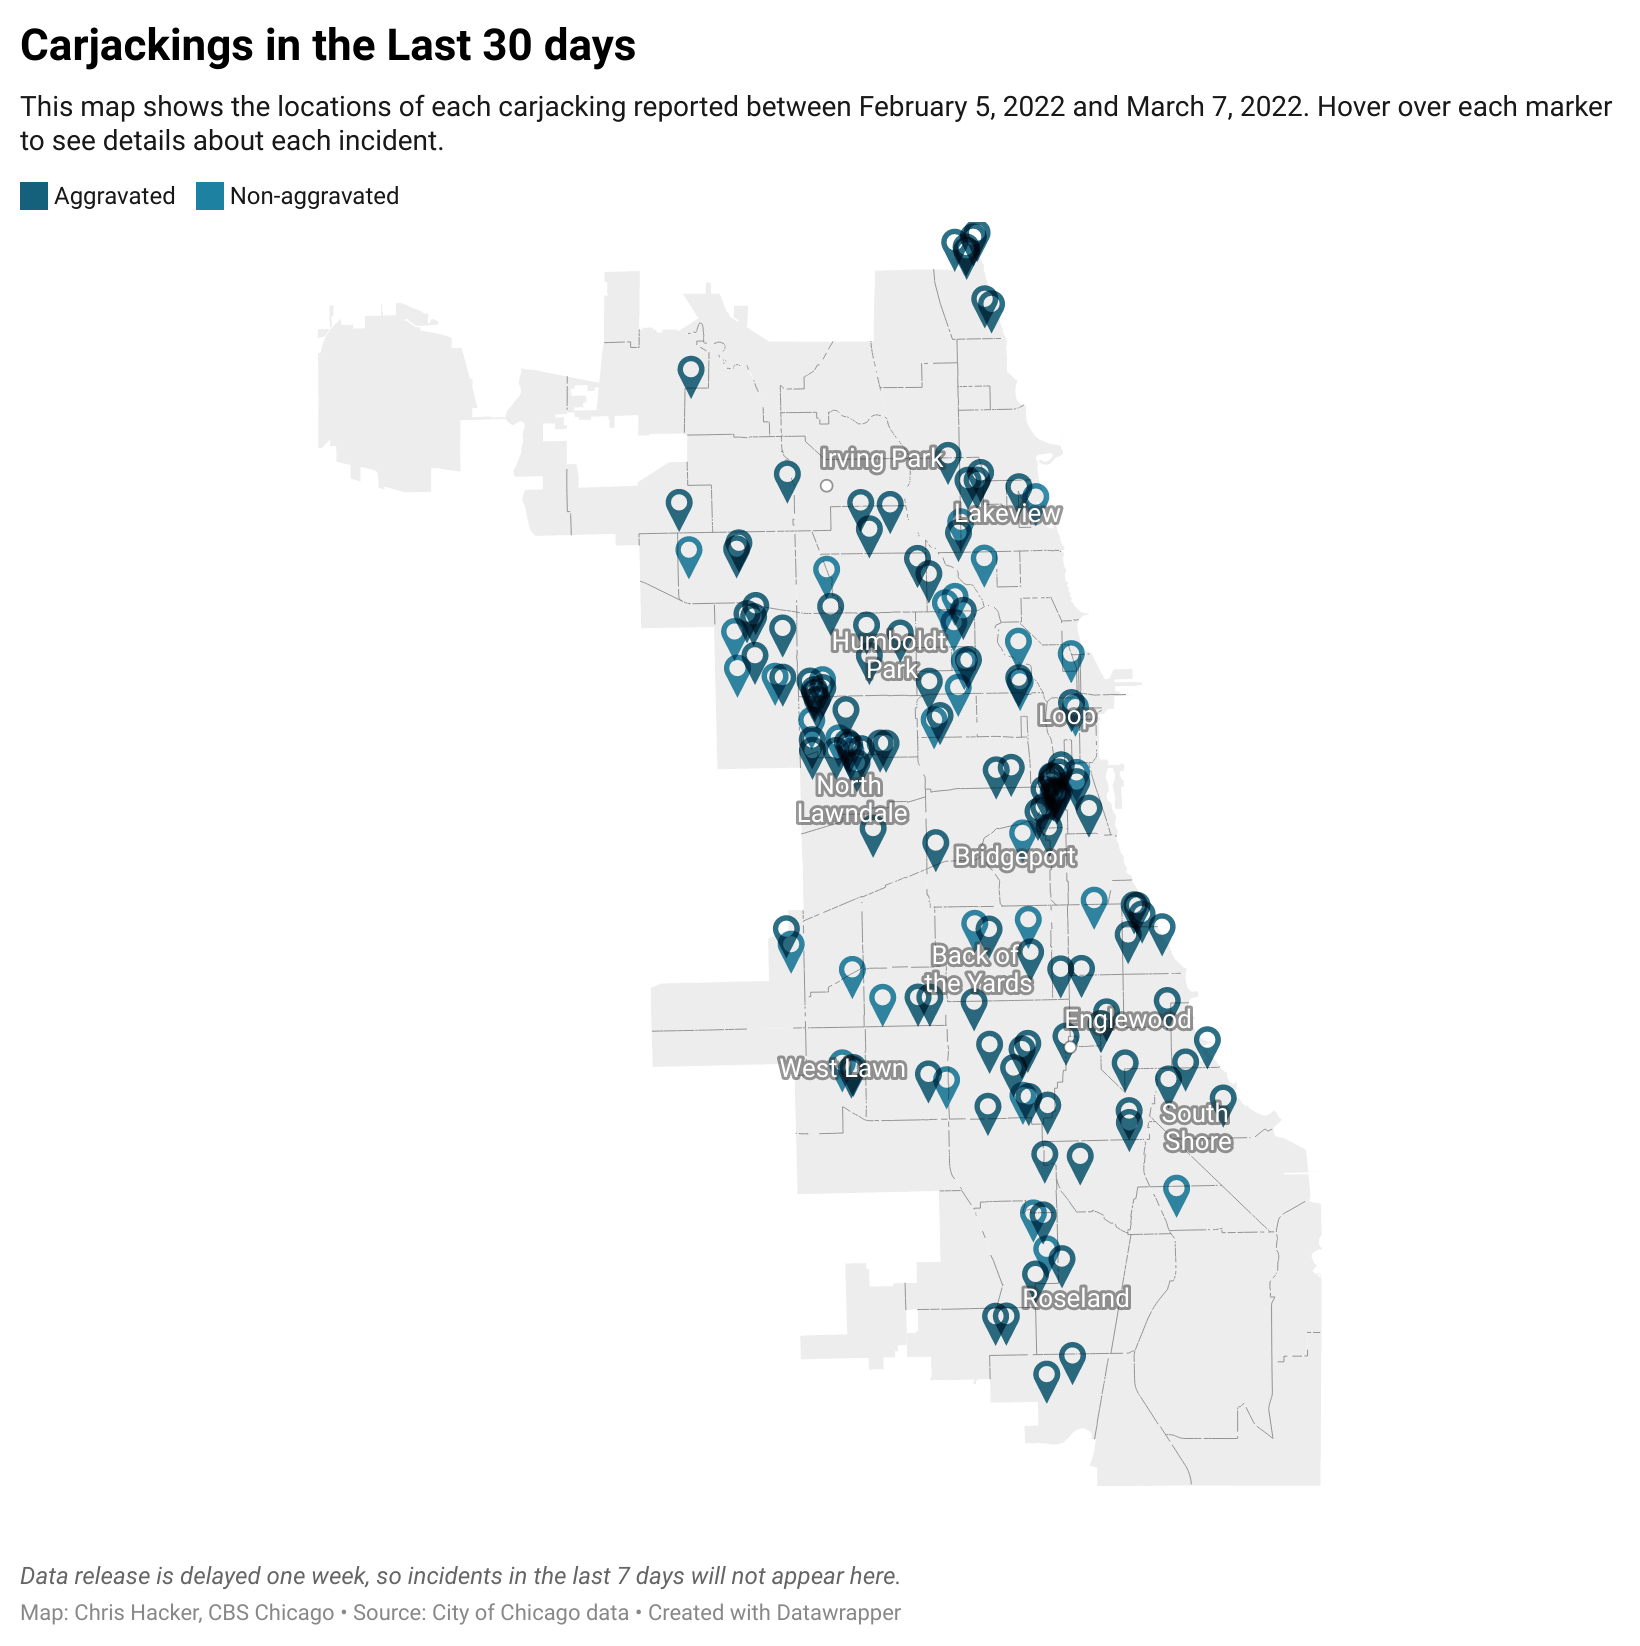 Carjackings in the Last 30 days
This map shows the locations of each carjacking reported between February 5, 2022 and March 7, 2022. Hover over each marker
to see details about each incident.
Aggravated Non-aggravated
Irving Park
Lakeview
Humboldt
Park
Loop
North
Lawndale
Bridgeport
Back of
the Yards
Englewood
West Lawn
South
Shore
Roseland
Data release is delayed one week, so incidents in the last 7 days will not appear here.
Map: Chris Hacker, CBS Chicago • Source: City of Chicago data • Created with Datawrapper